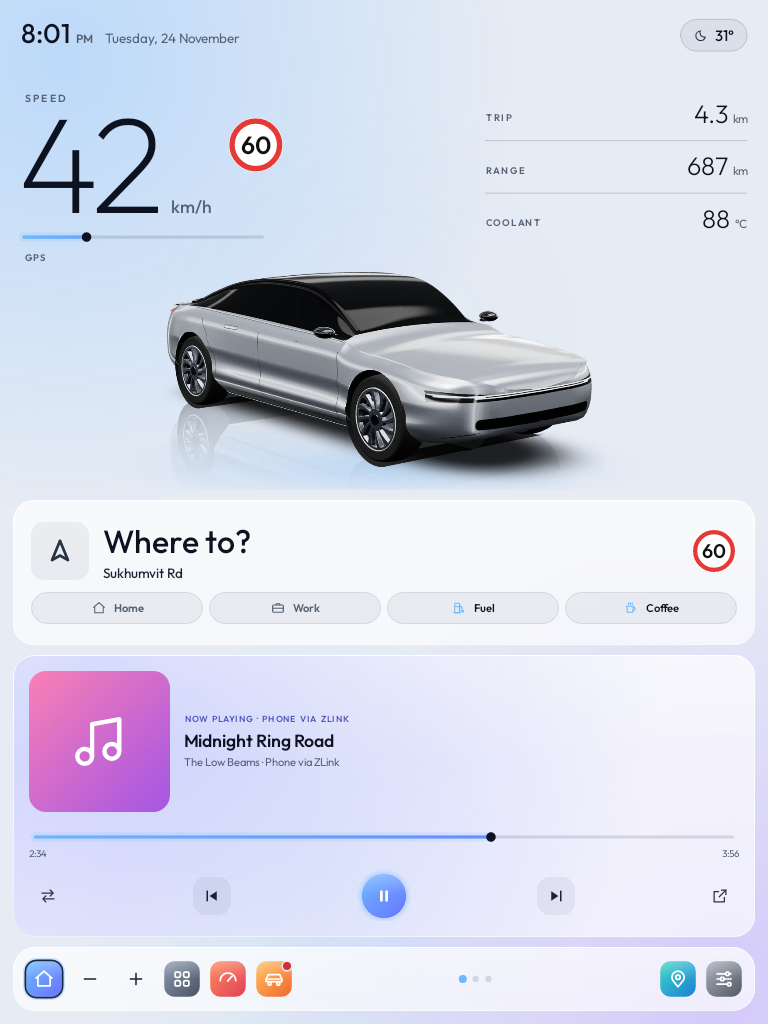 8:01 PM Tuesday, 24 November
31°
SPEED
42 km/h
60
GPS
TRIP 4.3 km
RANGE 687 km
COOLANT 88 °C
Where to?
Sukhumvit Rd
60
Home
Work
Fuel
Coffee
NOW PLAYING · PHONE VIA ZLINK
Midnight Ring Road
The Low Beams · Phone via ZLink
2:34
3:56